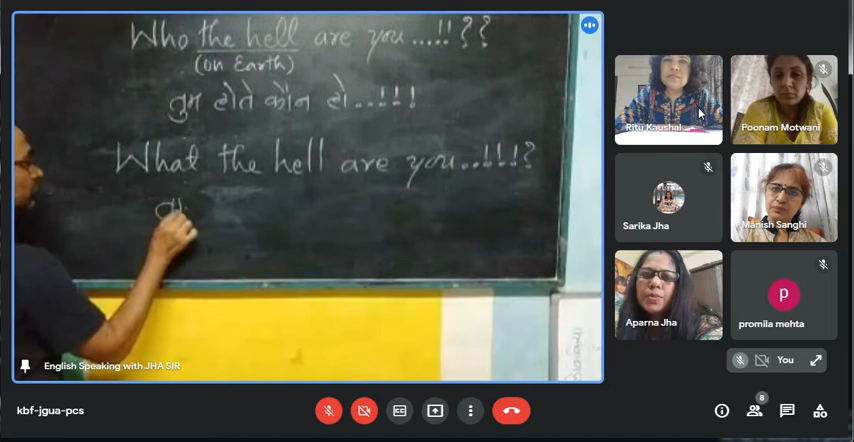 Who the hell are you.....!!??
(on Earth)
तुम होते कौन हो...!!!
What the hell are you...!!!?
English Speaking with JHA SIR
Ritu Kaushal
Poonam Motwani
Sarika Jha
Manish Sanghi
Aparna Jha
p
promila mehta
You
kbf-jgua-pcs
CC
8